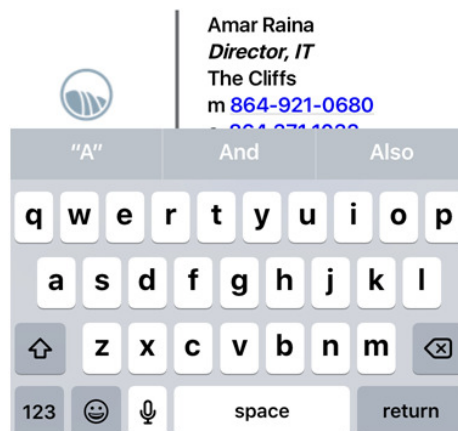 Amar Raina
Director, IT
The Cliffs
m 864-921-0680
"A" And Also
q w e r t y u i o p
a s d f g h j k l
z x c v b n m
123 space return